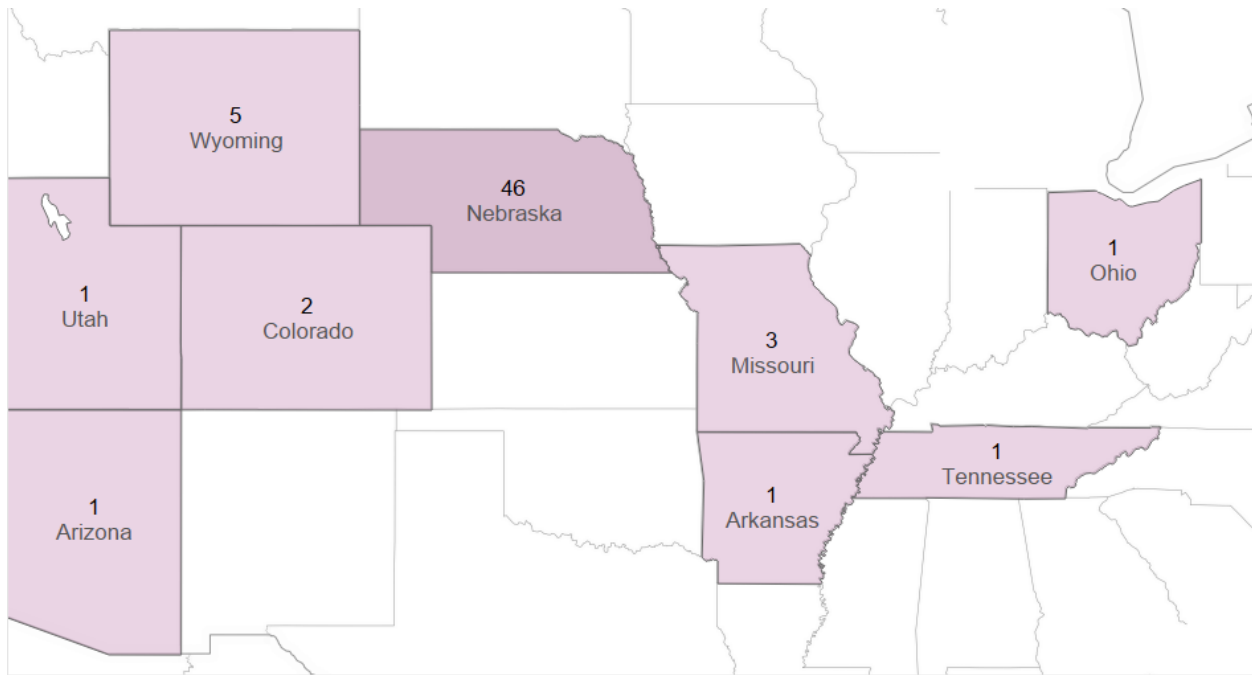 5
Wyoming
46
Nebraska
1
Ohio
1
Utah
2
Colorado
3
Missouri
1
Tennessee
1
Arizona
1
Arkansas